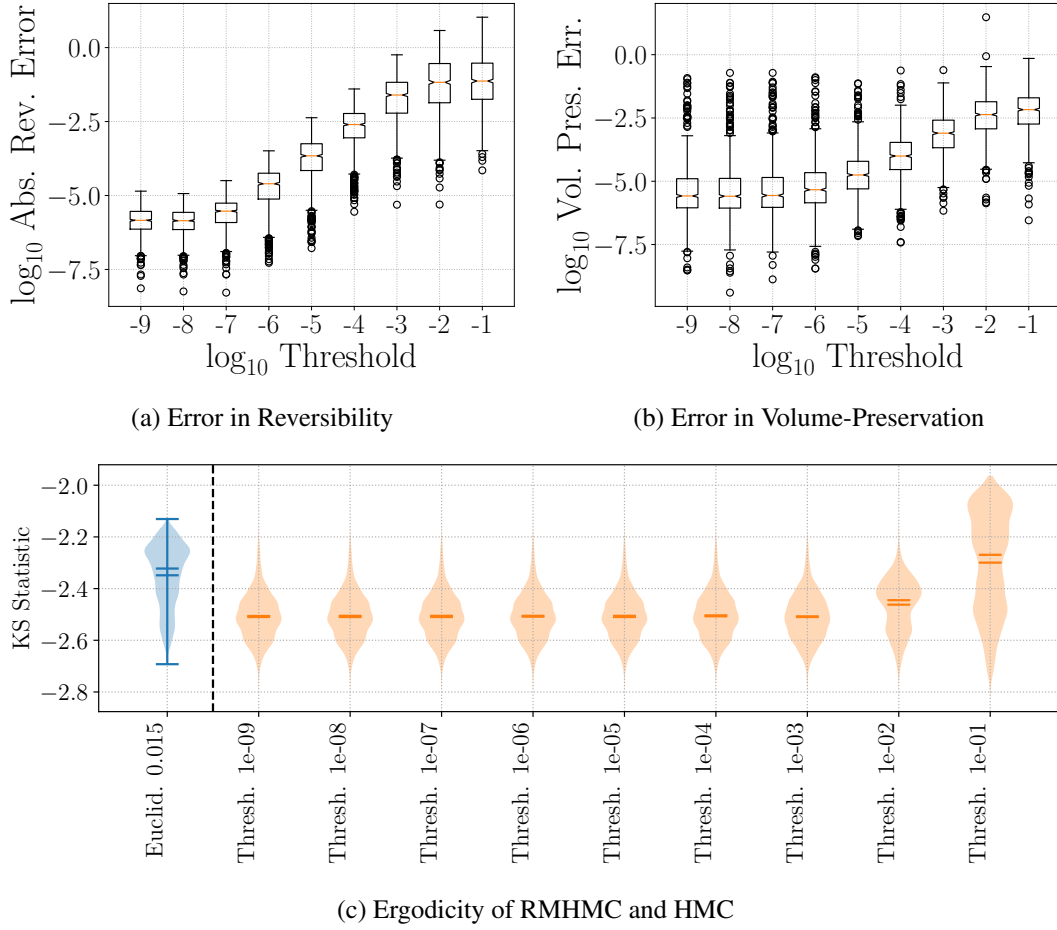 log₁₀ Abs. Rev. Error
0.0
−2.5
−5.0
−7.5
-9 -8 -7 -6 -5 -4 -3 -2 -1
log₁₀ Threshold
(a) Error in Reversibility
log₁₀ Vol. Pres. Err.
0.0
−2.5
−5.0
−7.5
-9 -8 -7 -6 -5 -4 -3 -2 -1
log₁₀ Threshold
(b) Error in Volume-Preservation
KS Statistic
−2.0
−2.2
−2.4
−2.6
−2.8
Euclid. 0.015
Thresh. 1e-09
Thresh. 1e-08
Thresh. 1e-07
Thresh. 1e-06
Thresh. 1e-05
Thresh. 1e-04
Thresh. 1e-03
Thresh. 1e-02
Thresh. 1e-01
(c) Ergodicity of RMHMC and HMC